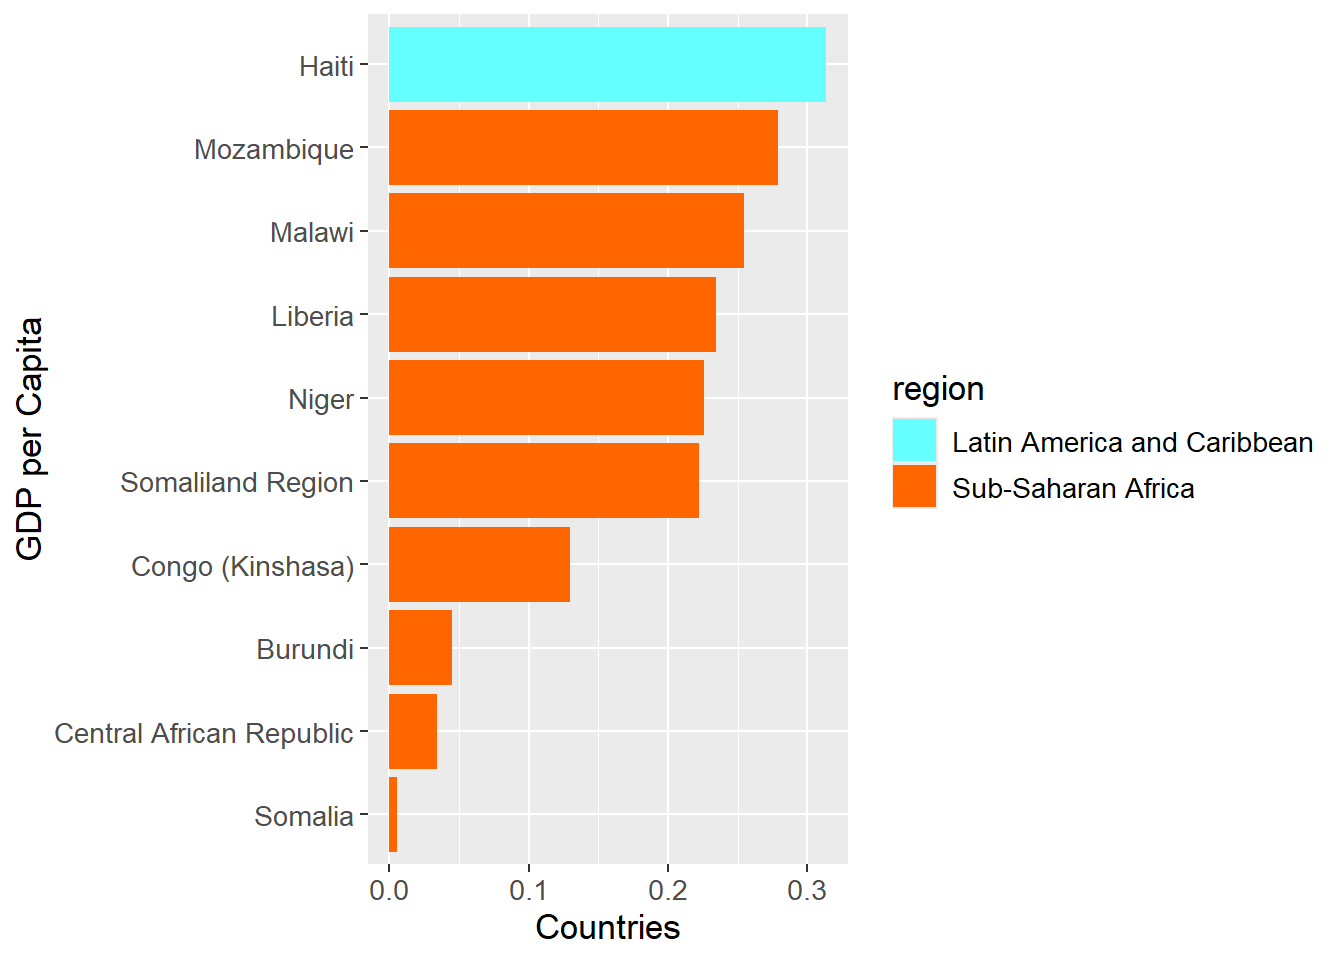 GDP per Capita
Haiti
Mozambique
Malawi
Liberia
Niger
Somaliland Region
Congo (Kinshasa)
Burundi
Central African Republic
Somalia
0.0 0.1 0.2 0.3
Countries
region
Latin America and Caribbean
Sub-Saharan Africa